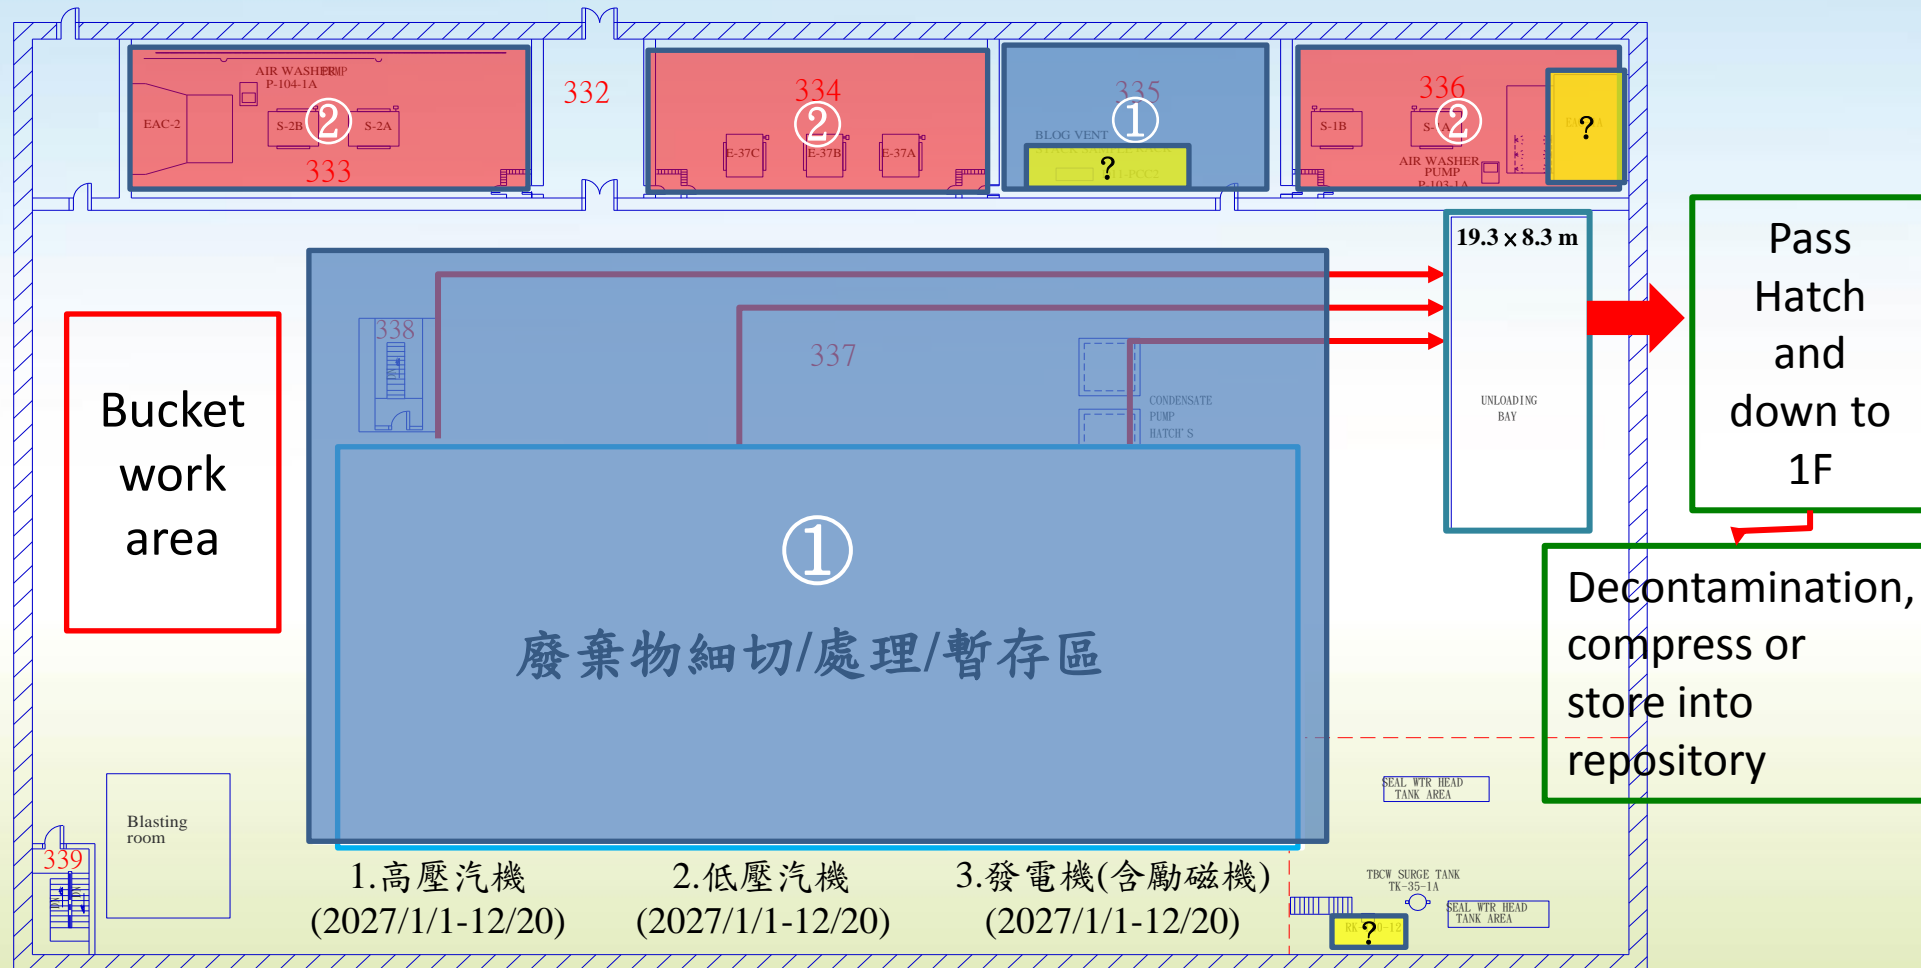 AIR WASHER PUMP
P-104-1A
EAC-2
S-2B
S-2A
②
333
332
334
②
E-37C
E-37B
E-37A
335
①
BLOG VENT
?
336
②
S-1B
S-1A
AIR WASHER
PUMP
P-103-1A
?
19.3 × 8.3 m
UNLOADING
BAY
Pass
Hatch
and
down to
1F
Bucket
work
area
338
DN
337
CONDENSATE
PUMP
HATCH'S
①
廢棄物細切/處理/暫存區
Decontamination,
compress or
store into
repository
SEAL WTR HEAD
TANK AREA
Blasting
room
339
DN
1.高壓汽機
(2027/1/1-12/20)
2.低壓汽機
(2027/1/1-12/20)
3.發電機(含勵磁機)
(2027/1/1-12/20)
TBCW SURGE TANK
TK-35-1A
SEAL WTR HEAD
TANK AREA
?